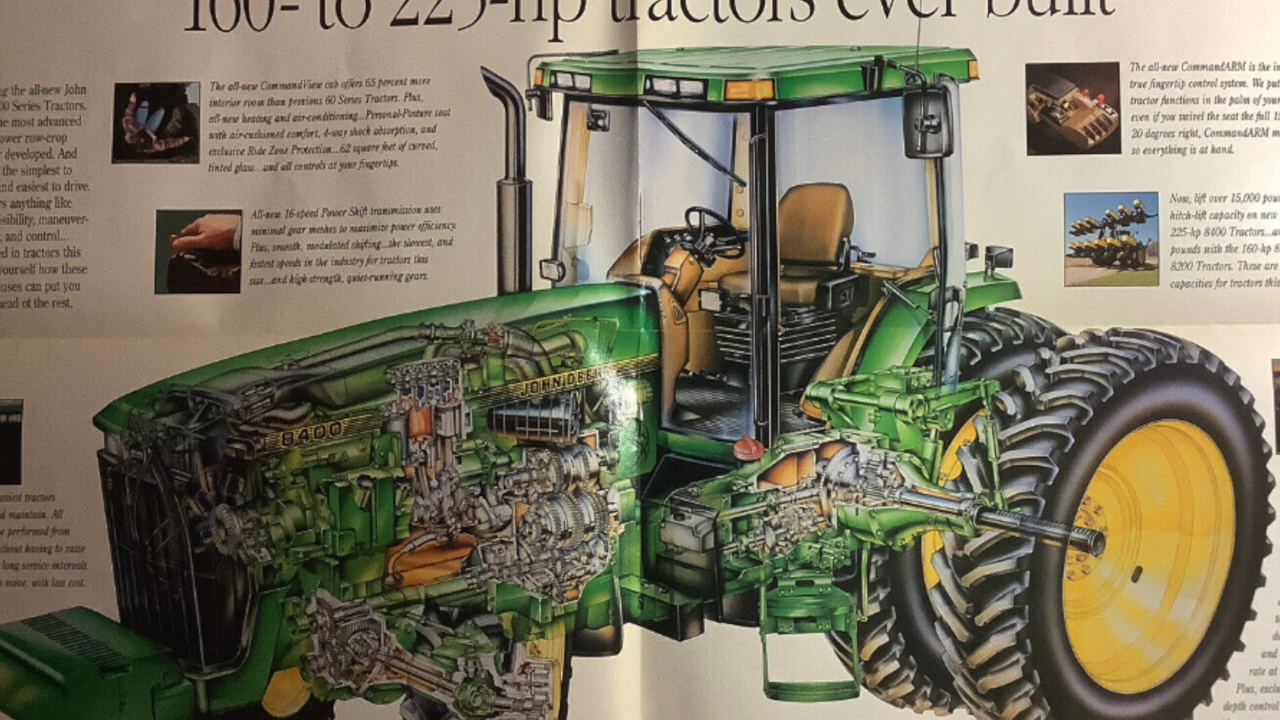 160- to 225-hp tractors ever built
ng the all-new John
00 Series Tractors.
he most advanced
ower row-crop
r developed. And
the simplest to
nd easiest to drive.
rs anything like
isibility, maneuver-
, and control...
ed in tractors this
yourself how these
uses can put you
ead of the rest.
The all-new CommandView cab offers 65 percent more
interior room than previous 60 Series Tractors. Plus,
all-new heating and air-conditioning...Personal-Posture seat
with air-cushioned comfort, 4-way shock absorption, and
exclusive Ride Zone Protection...62 square feet of curved,
tinted glass...and all controls at your fingertips.
All-new 16-speed Power Shift transmission uses
minimal gear meshes to maximize power efficiency.
Plus, smooth, modulated shifting...the slowest, and
fastest speeds in the industry for tractors this
size...and high-strength, quiet-running gears.
The all-new CommandARM is the in
true fingertip control system. We put
tractor functions in the palm of your
even if you swivel the seat the full
20 degrees right, CommandARM m
so everything is at hand.
Now, lift over 15,000 pou
hitch-lift capacity on new
225-hp 8400 Tractors...a
pounds with the 160-hp 8
8200 Tractors. These are
capacities for tractors this
JOHN DEERE
8400
easiest tractors
d maintain. All
e performed from
ithout having to raise
long service intervals
move, with less cost.
and
rate at
Plus, exclu
depth control